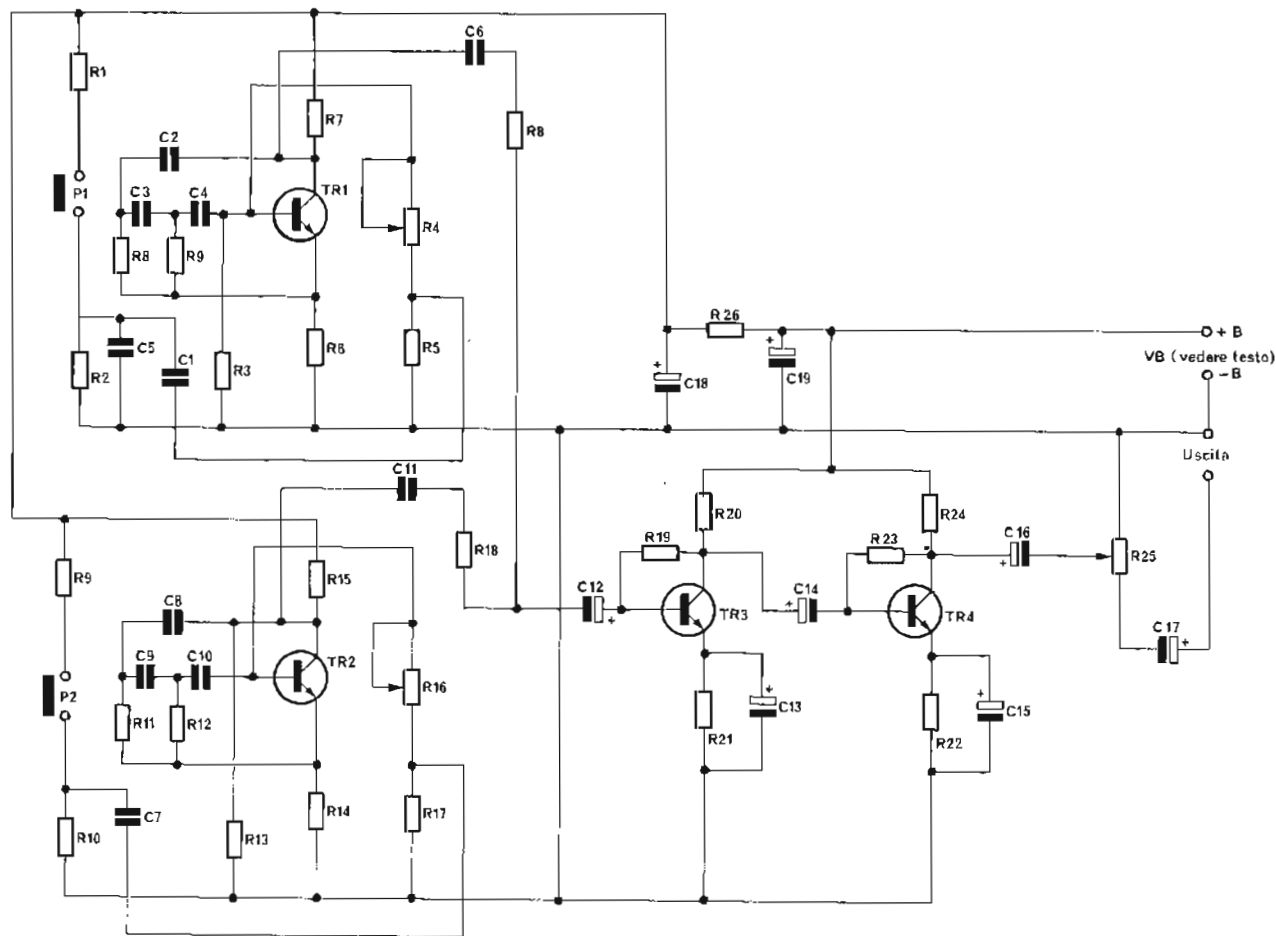 R1
C6
R7
R8
C2
P1
C3
C4
TR1
R4
R8
R9
C5
C1
R3
R6
R5
R2
R26
+ B
VB (vedere testo)
– B
C18
C19
Uscita
C11
R20
R24
R19
R23
C16
R25
R18
R9
R15
C12
C14
C8
TR3
TR4
C17
C9
C10
TR2
R16
P2
R11
R12
C13
C15
R21
R22
R10
C7
R13
R14
R17